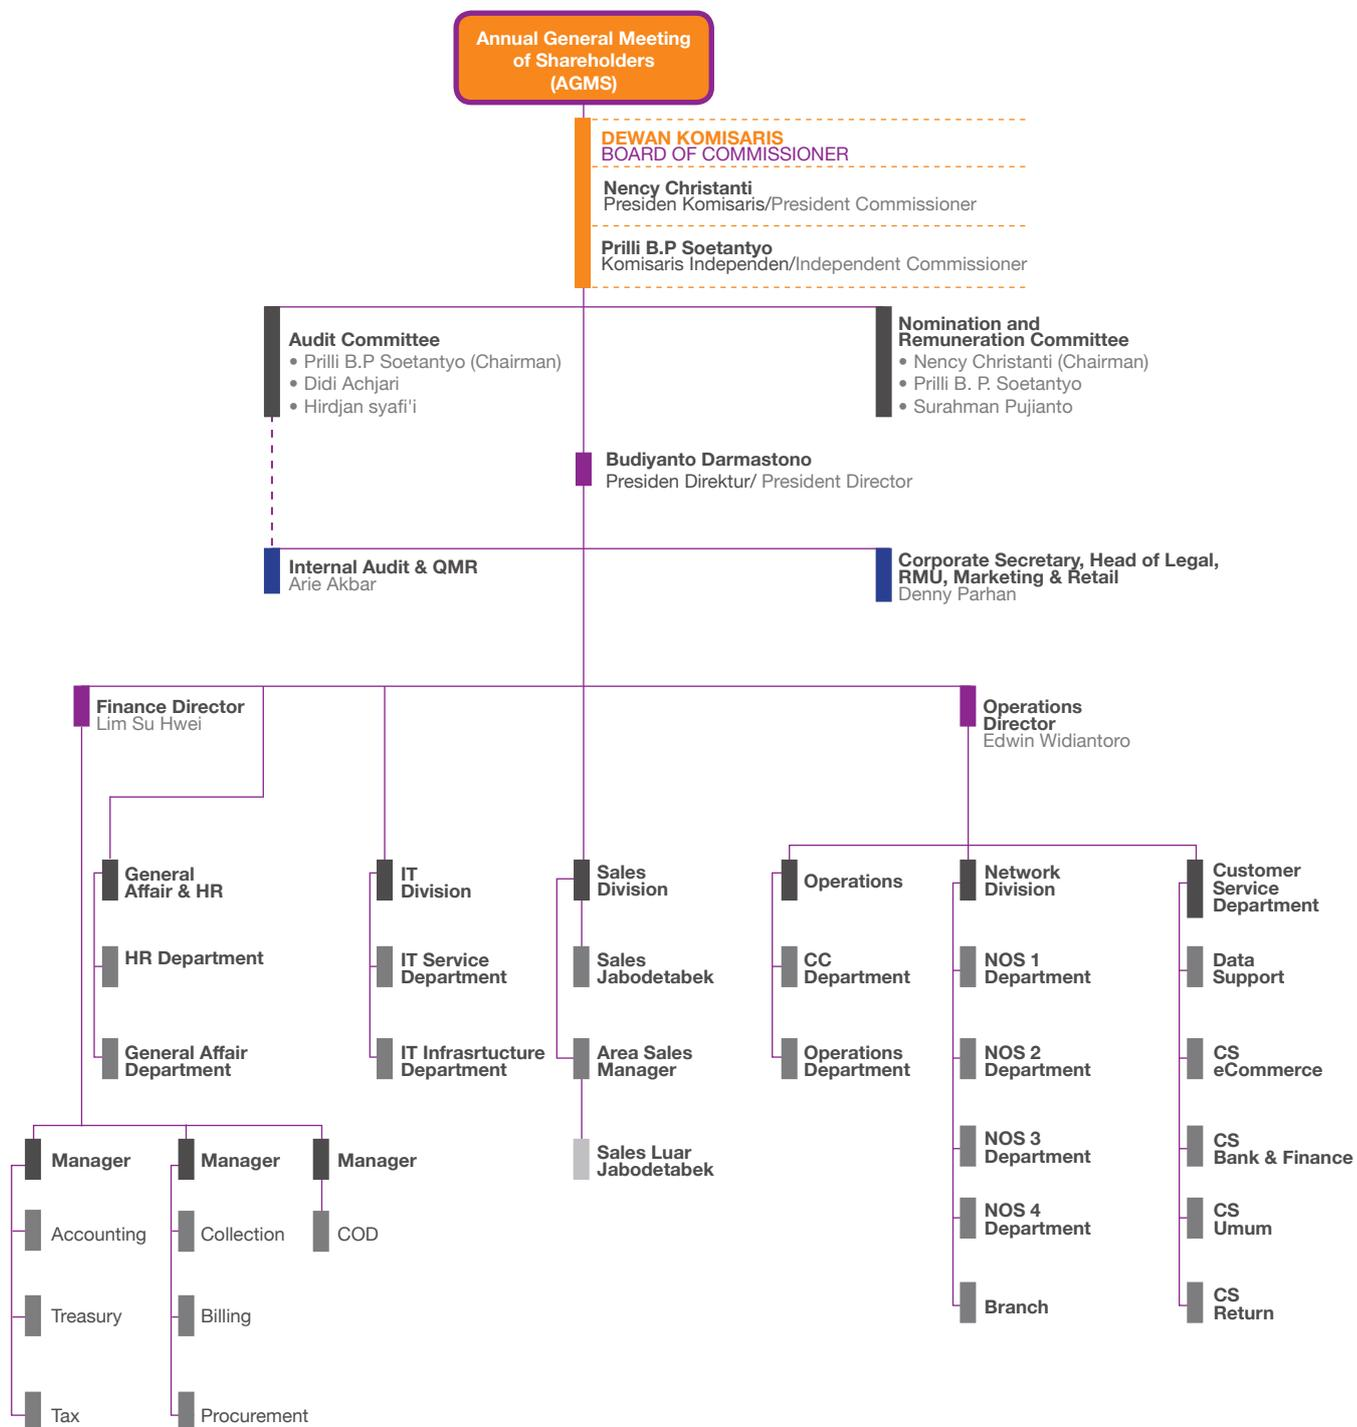 Annual General Meeting
of Shareholders
(AGMS)
DEWAN KOMISARIS
BOARD OF COMMISSIONER
Nency Christanti
Presiden Komisaris/President Commissioner
Prilli B.P Soetantyo
Komisaris Independen/Independent Commissioner
Audit Committee
• Prilli B.P Soetantyo (Chairman)
• Didi Achjari
• Hirdjan syafi'i
Nomination and
Remuneration Committee
• Nency Christanti (Chairman)
• Prilli B. P. Soetantyo
• Surahman Pujianto
Budiyanto Darmastono
Presiden Direktur/ President Director
Internal Audit & QMR
Arie Akbar
Corporate Secretary, Head of Legal,
RMU, Marketing & Retail
Denny Parhan
Finance Director
Lim Su Hwei
Operations
Director
Edwin Widiantoro
General
Affair & HR
HR Department
General Affair
Department
IT
Division
IT Service
Department
IT Infrasrtucture
Department
Sales
Division
Sales
Jabodetabek
Area Sales
Manager
Sales Luar
Jabodetabek
Operations
CC
Department
Operations
Department
Network
Division
NOS 1
Department
NOS 2
Department
NOS 3
Department
NOS 4
Department
Branch
Customer
Service
Department
Data
Support
CS
eCommerce
CS
Bank & Finance
CS
Umum
CS
Return
Manager
Accounting
Treasury
Tax
Manager
Collection
Billing
Procurement
Manager
COD